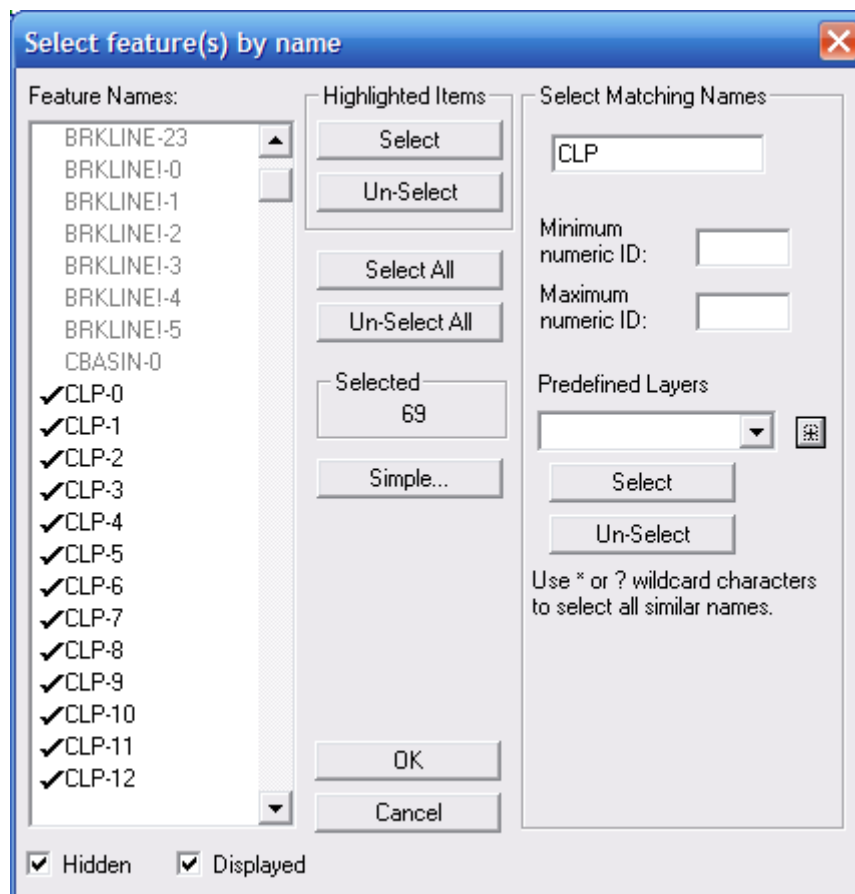 Select feature(s) by name
Feature Names:
BRKLINE-23
BRKLINE!-0
BRKLINE!-1
BRKLINE!-2
BRKLINE!-3
BRKLINE!-4
BRKLINE!-5
CBASIN-0
CLP-0
CLP-1
CLP-2
CLP-3
CLP-4
CLP-5
CLP-6
CLP-7
CLP-8
CLP-9
CLP-10
CLP-11
CLP-12
Hidden
Displayed
Highlighted Items
Select
Un-Select
Select All
Un-Select All
Selected
69
Simple...
OK
Cancel
Select Matching Names
CLP
Minimum
numeric ID:
Maximum
numeric ID:
Predefined Layers
Select
Un-Select
Use * or ? wildcard characters
to select all similar names.